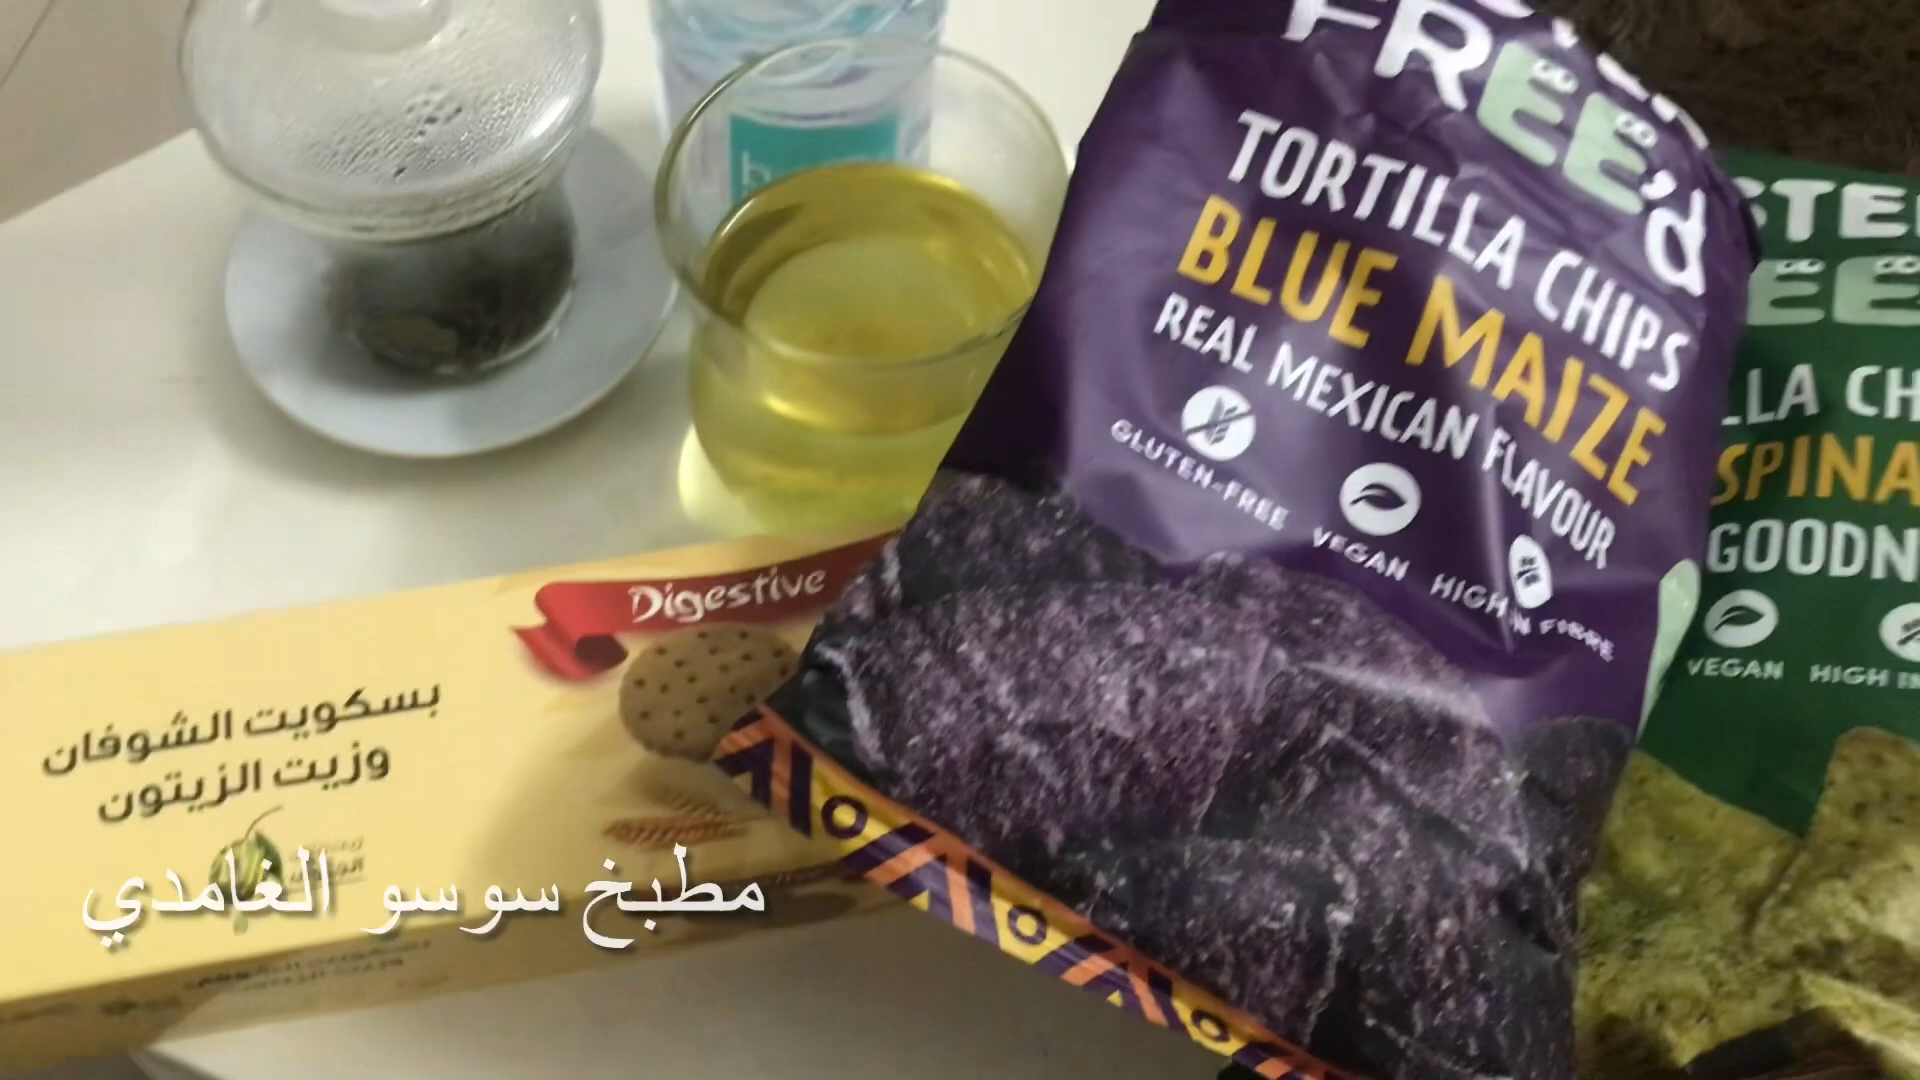 FREE'd
TORTILLA CHIPS
BLUE MAIZE
REAL MEXICAN FLAVOUR
GLUTEN-FREE
VEGAN
HIGH IN FIBRE
LLA CH
SPINA
GOODN
VEGAN
HIGH IN
Digestive
بسكويت الشوفان
وزيت الزيتون
مطبخ سوسو الغامدي